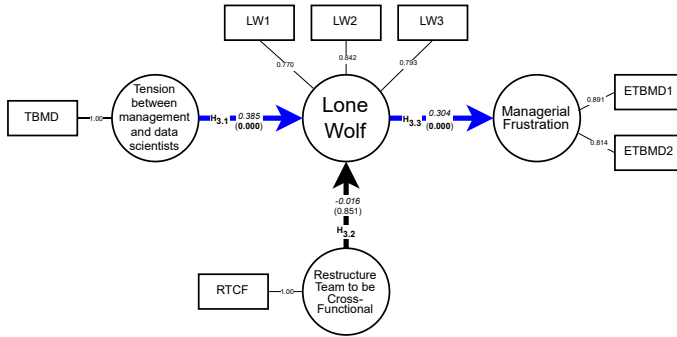 LW1
LW2
LW3
0.770
0.842
0.793
TBMD
1.00
Tension
between
management
and data
scientists
H3.1
0.385
(0.000)
Lone
Wolf
H3.3
0.304
(0.000)
Managerial
Frustration
0.891
ETBMD1
0.814
ETBMD2
-0.016
(0.851)
H3.2
RTCF
1.00
Restructure
Team to be
Cross-
Functional